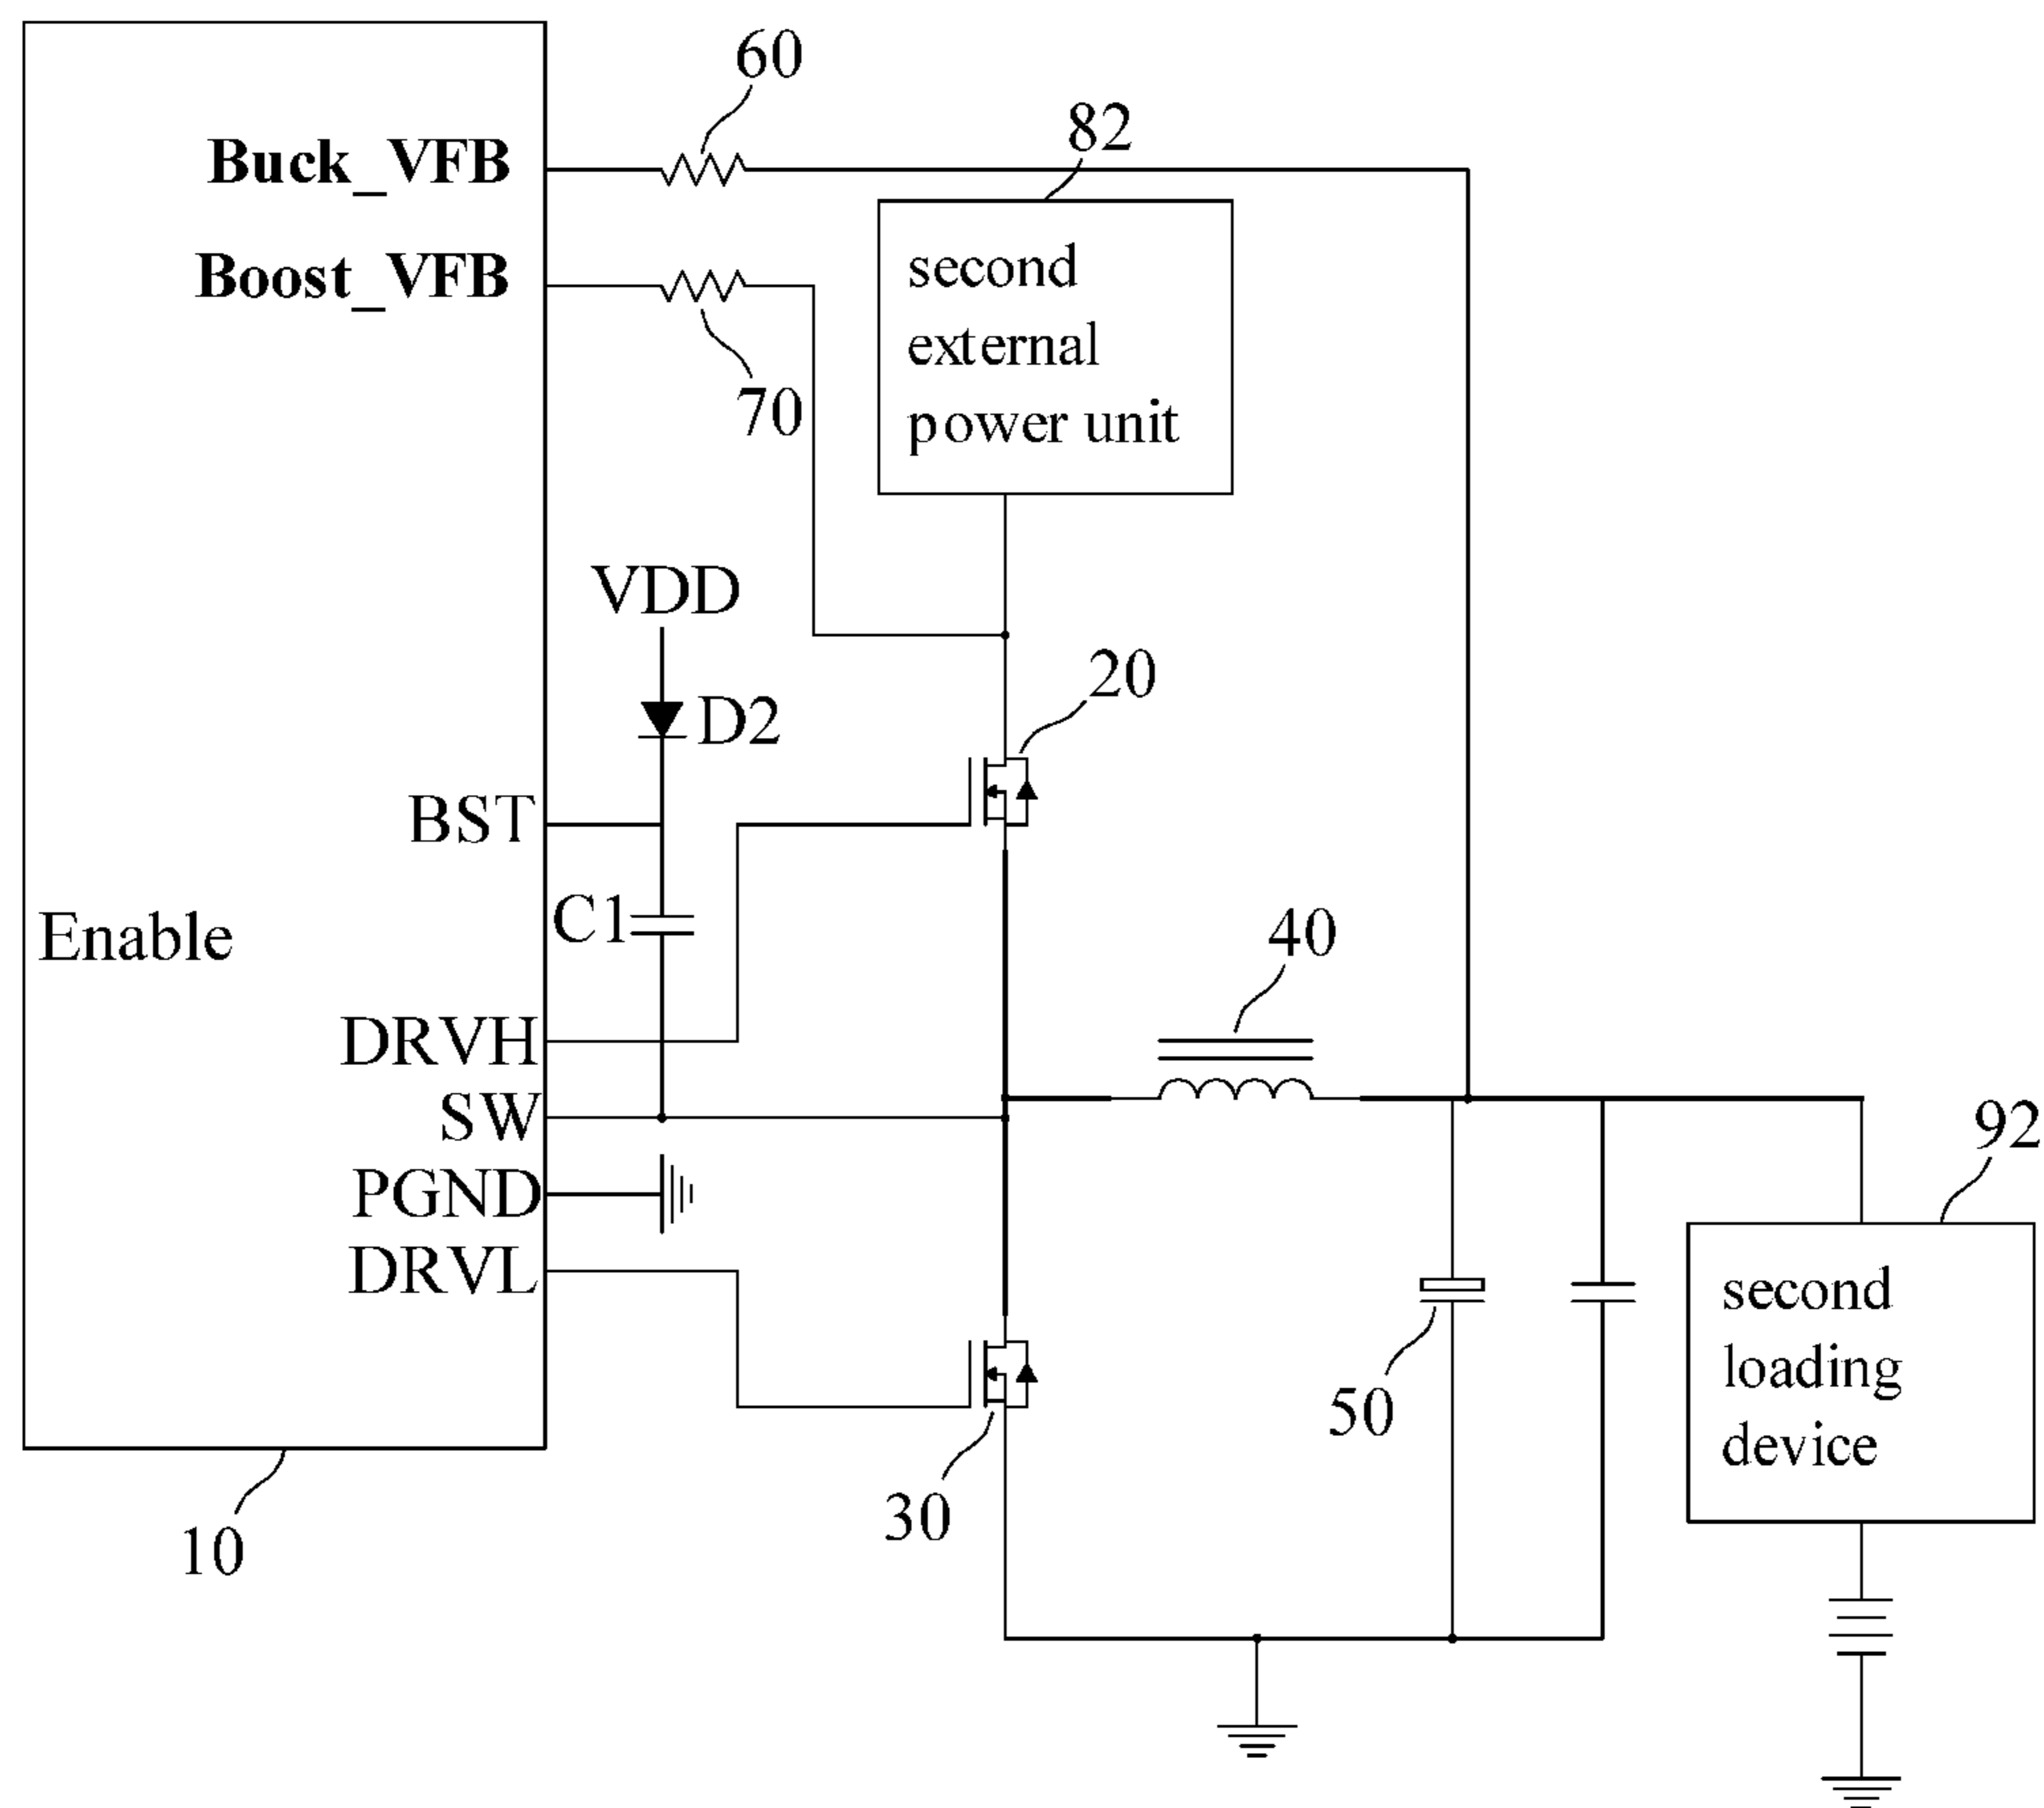 60
82
Buck_VFB
Boost_VFB
70
second
external
power unit
VDD
D2
20
BST
C1
Enable
40
DRVH
SW
92
PGND
DRVL
second
loading
device
50
30
10